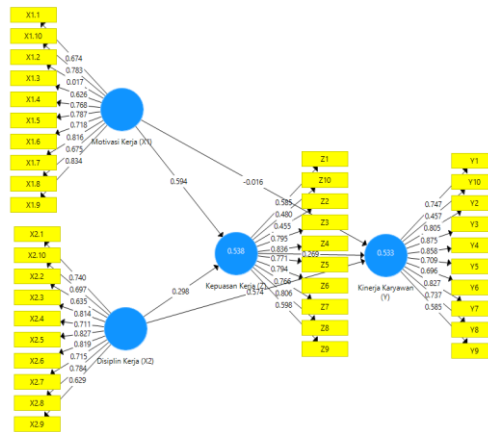 X1.1
X1.10
X1.2
X1.3
X1.4
X1.5
X1.6
X1.7
X1.8
X1.9
0.674
0.783
0.017
0.626
0.768
0.787
0.718
0.816
0.675
0.834
Motivasi Kerja (X1)
0.594
-0.016
X2.1
X2.10
X2.2
X2.3
X2.4
X2.5
X2.6
X2.7
X2.8
X2.9
0.740
0.697
0.635
0.814
0.711
0.827
0.819
0.715
0.784
0.629
Disiplin Kerja (X2)
0.298
0.574
0.538
Kepuasan Kerja (Z)
0.269
Z1
Z10
Z2
Z3
Z4
Z5
Z6
Z7
Z8
Z9
0.585
0.480
0.455
0.795
0.836
0.771
0.794
0.766
0.806
0.598
0.533
Kinerja Karyawan
(Y)
Y1
Y10
Y2
Y3
Y4
Y5
Y6
Y7
Y8
Y9
0.747
0.457
0.805
0.875
0.858
0.709
0.696
0.827
0.737
0.585